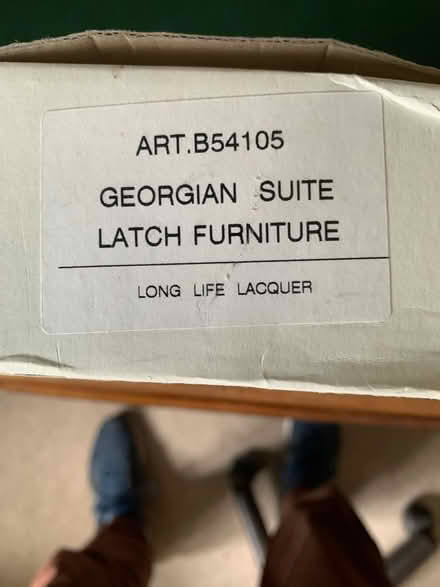 ART.B54105
GEORGIAN SUITE
LATCH FURNITURE
LONG LIFE LACQUER